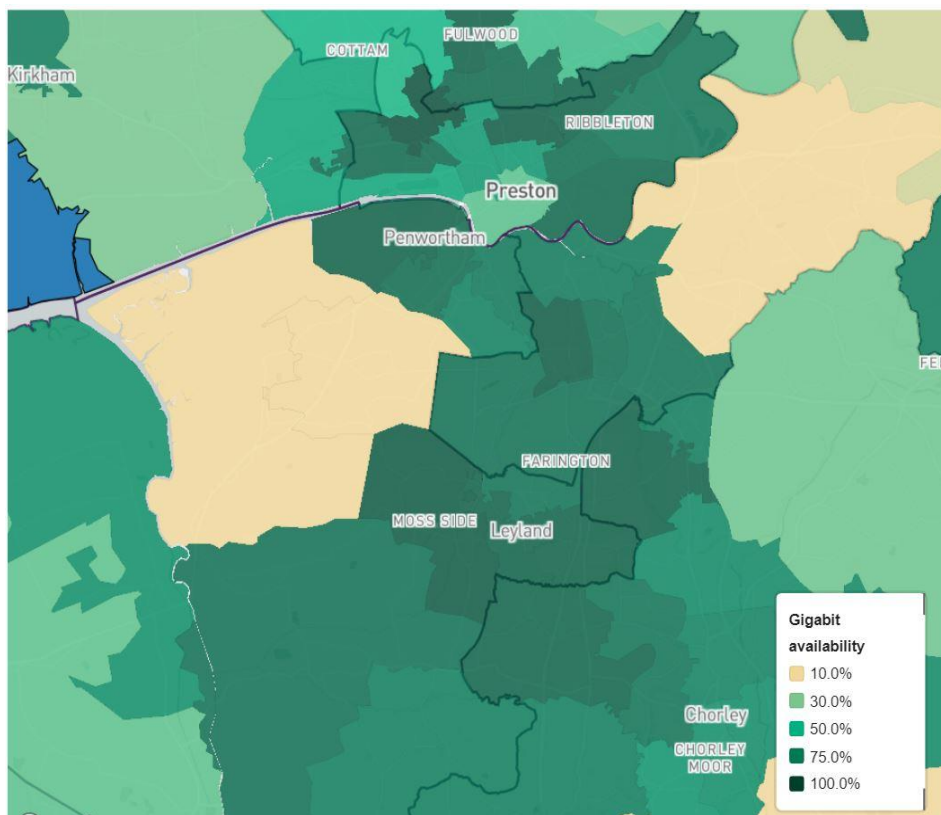 FULWOOD
COTTAM
Kirkham
RIBBLETON
Preston
Penwortham
FE
FARINGTON
MOSS SIDE
Leyland
Gigabit
availability
10.0%
30.0%
50.0%
75.0%
100.0%
Chorley
CHORLEY
MOOR